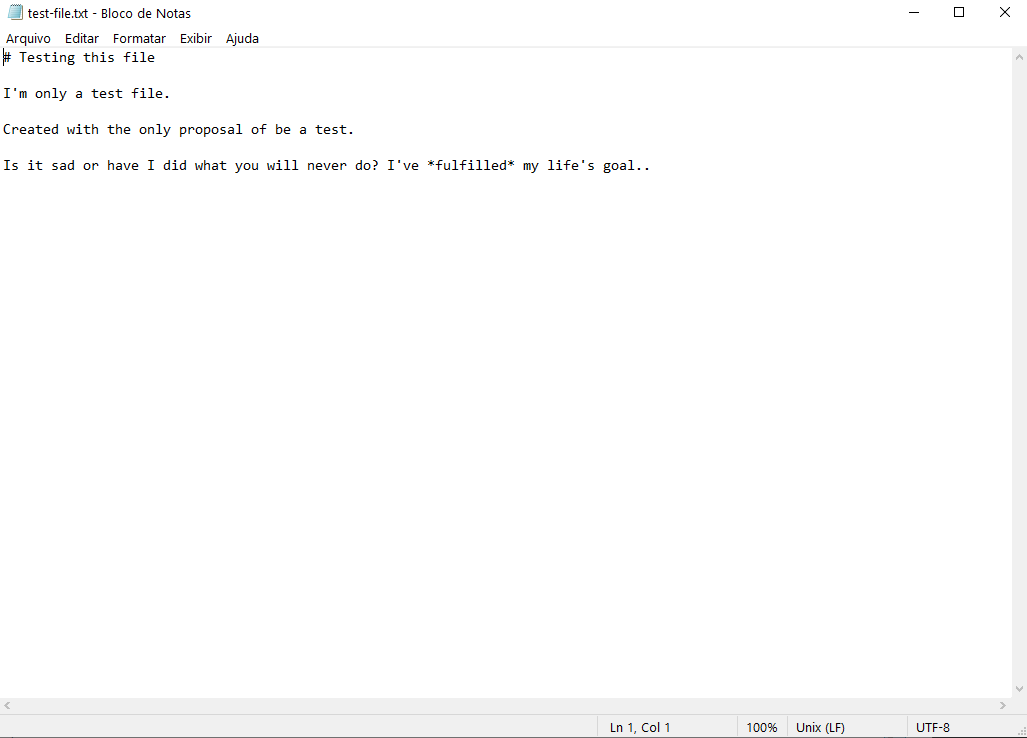 test-file.txt - Bloco de Notas
Arquivo Editar Formatar Exibir Ajuda
# Testing this file
I'm only a test file.
Created with the only proposal of be a test.
Is it sad or have I did what you will never do? I've *fulfilled* my life's goal..
Ln 1, Col 1 100% Unix (LF) UTF-8